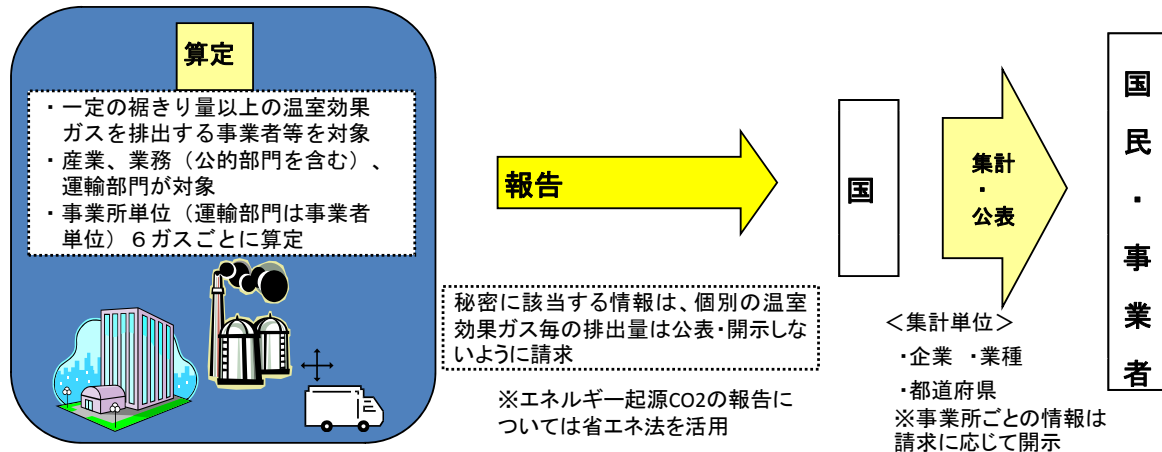 算定
・一定の裾きり量以上の温室効果
ガスを排出する事業者等を対象
・産業、業務（公的部門を含む）、
運輸部門が対象
・事業所単位（運輸部門は事業者
単位）６ガスごとに算定
報告
秘密に該当する情報は、個別の温室
効果ガス毎の排出量は公表・開示しな
いように請求
※エネルギー起源CO2の報告に
ついては省エネ法を活用
国
集計
・
公表
＜集計単位＞
・企業　・業種
・都道府県
※事業所ごとの情報は
請求に応じて開示
国
民
・
事
業
者